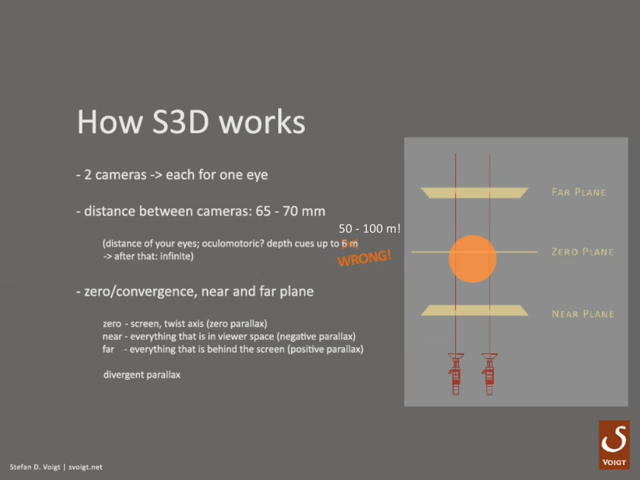 How S3D works
- 2 cameras -> each for one eye
- distance between cameras: 65 - 70 mm
50 - 100 m!
(distance of your eyes; oculomotoric? depth cues up to 6 m
-> after that: infinite)
WRONG!
- zero/convergence, near and far plane
zero - screen, twist axis (zero parallax)
near - everything that is in viewer space (negative parallax)
far - everything that is behind the screen (positive parallax)
divergent parallax
FAR PLANE
ZERO PLANE
NEAR PLANE
Stefan D. Voigt | svoigt.net
S
VOIGT